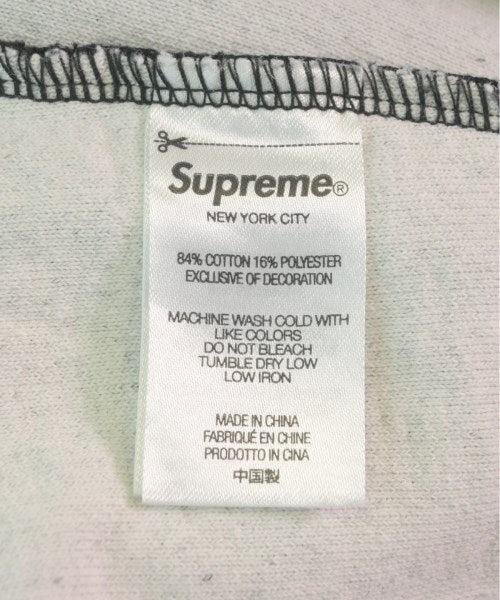 Supreme®
NEW YORK CITY
84% COTTON 16% POLYESTER
EXCLUSIVE OF DECORATION
MACHINE WASH COLD WITH
LIKE COLORS
DO NOT BLEACH
TUMBLE DRY LOW
LOW IRON
MADE IN CHINA
FABRIQUÉ EN CHINE
PRODOTTO IN CINA
中国製